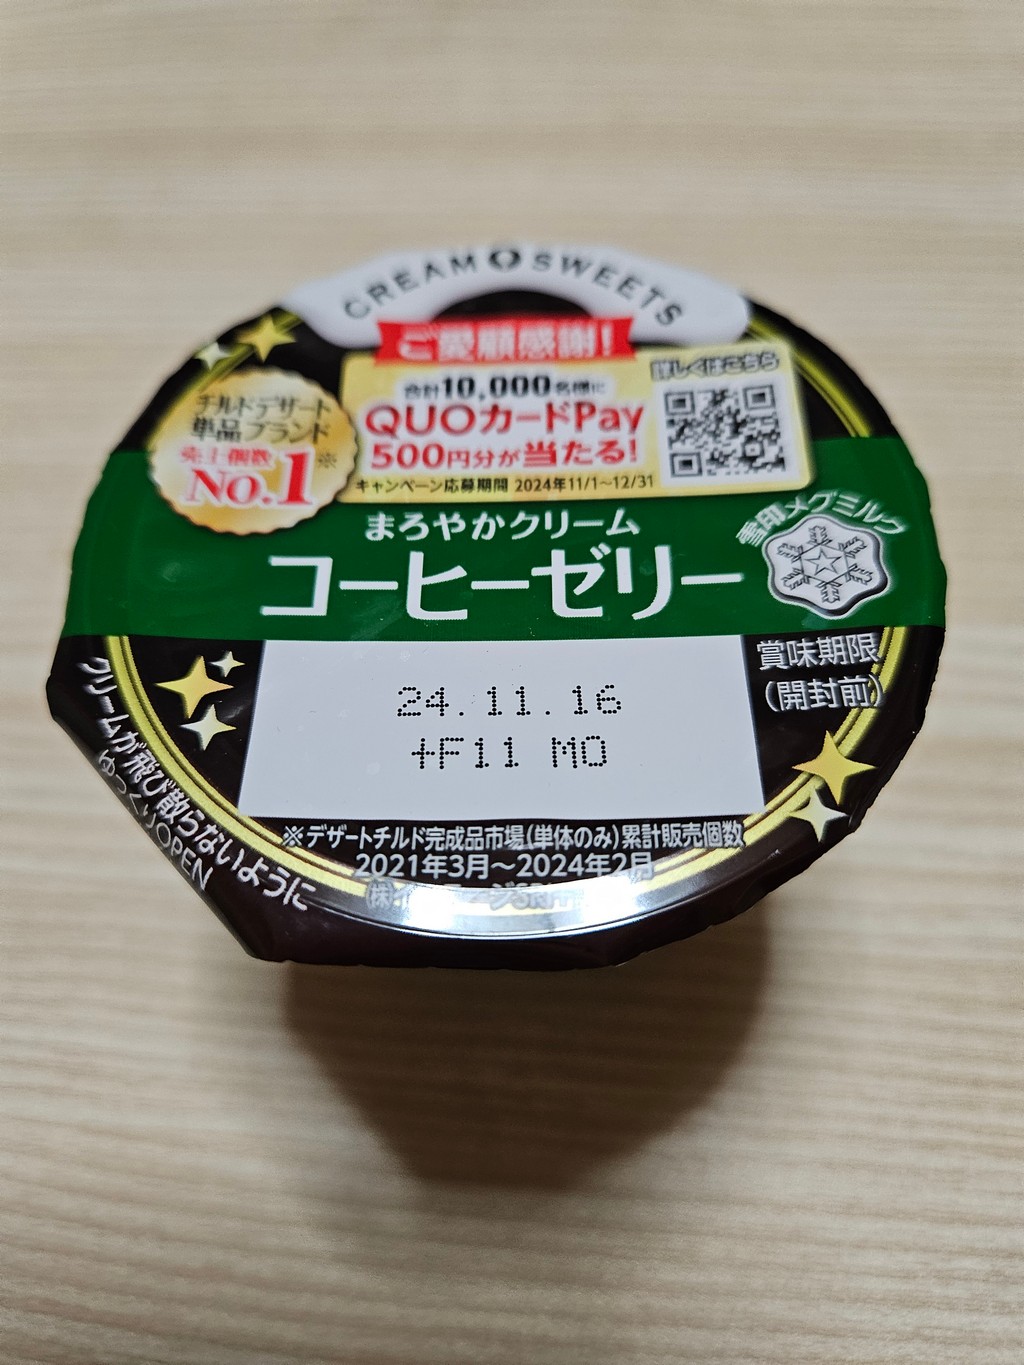 CREAM SWEETS
ご愛顧感謝!
合計10,000名様に
QUOカードPay
500円分が当たる!
キャンペーン応募期間 2024年11/1~12/31
詳しくはこちら
チルドデザート
単品ブランド
売上個数
No.1※
まろやかクリーム
コーヒーゼリー
雪印メグミルク
賞味期限
(開封前)
24.11.16
+F11 MO
クリームが飛び散らないように
ゆっくりOPEN
※デザートチルド完成品市場(単体のみ)累計販売個数
2021年3月~2024年2月